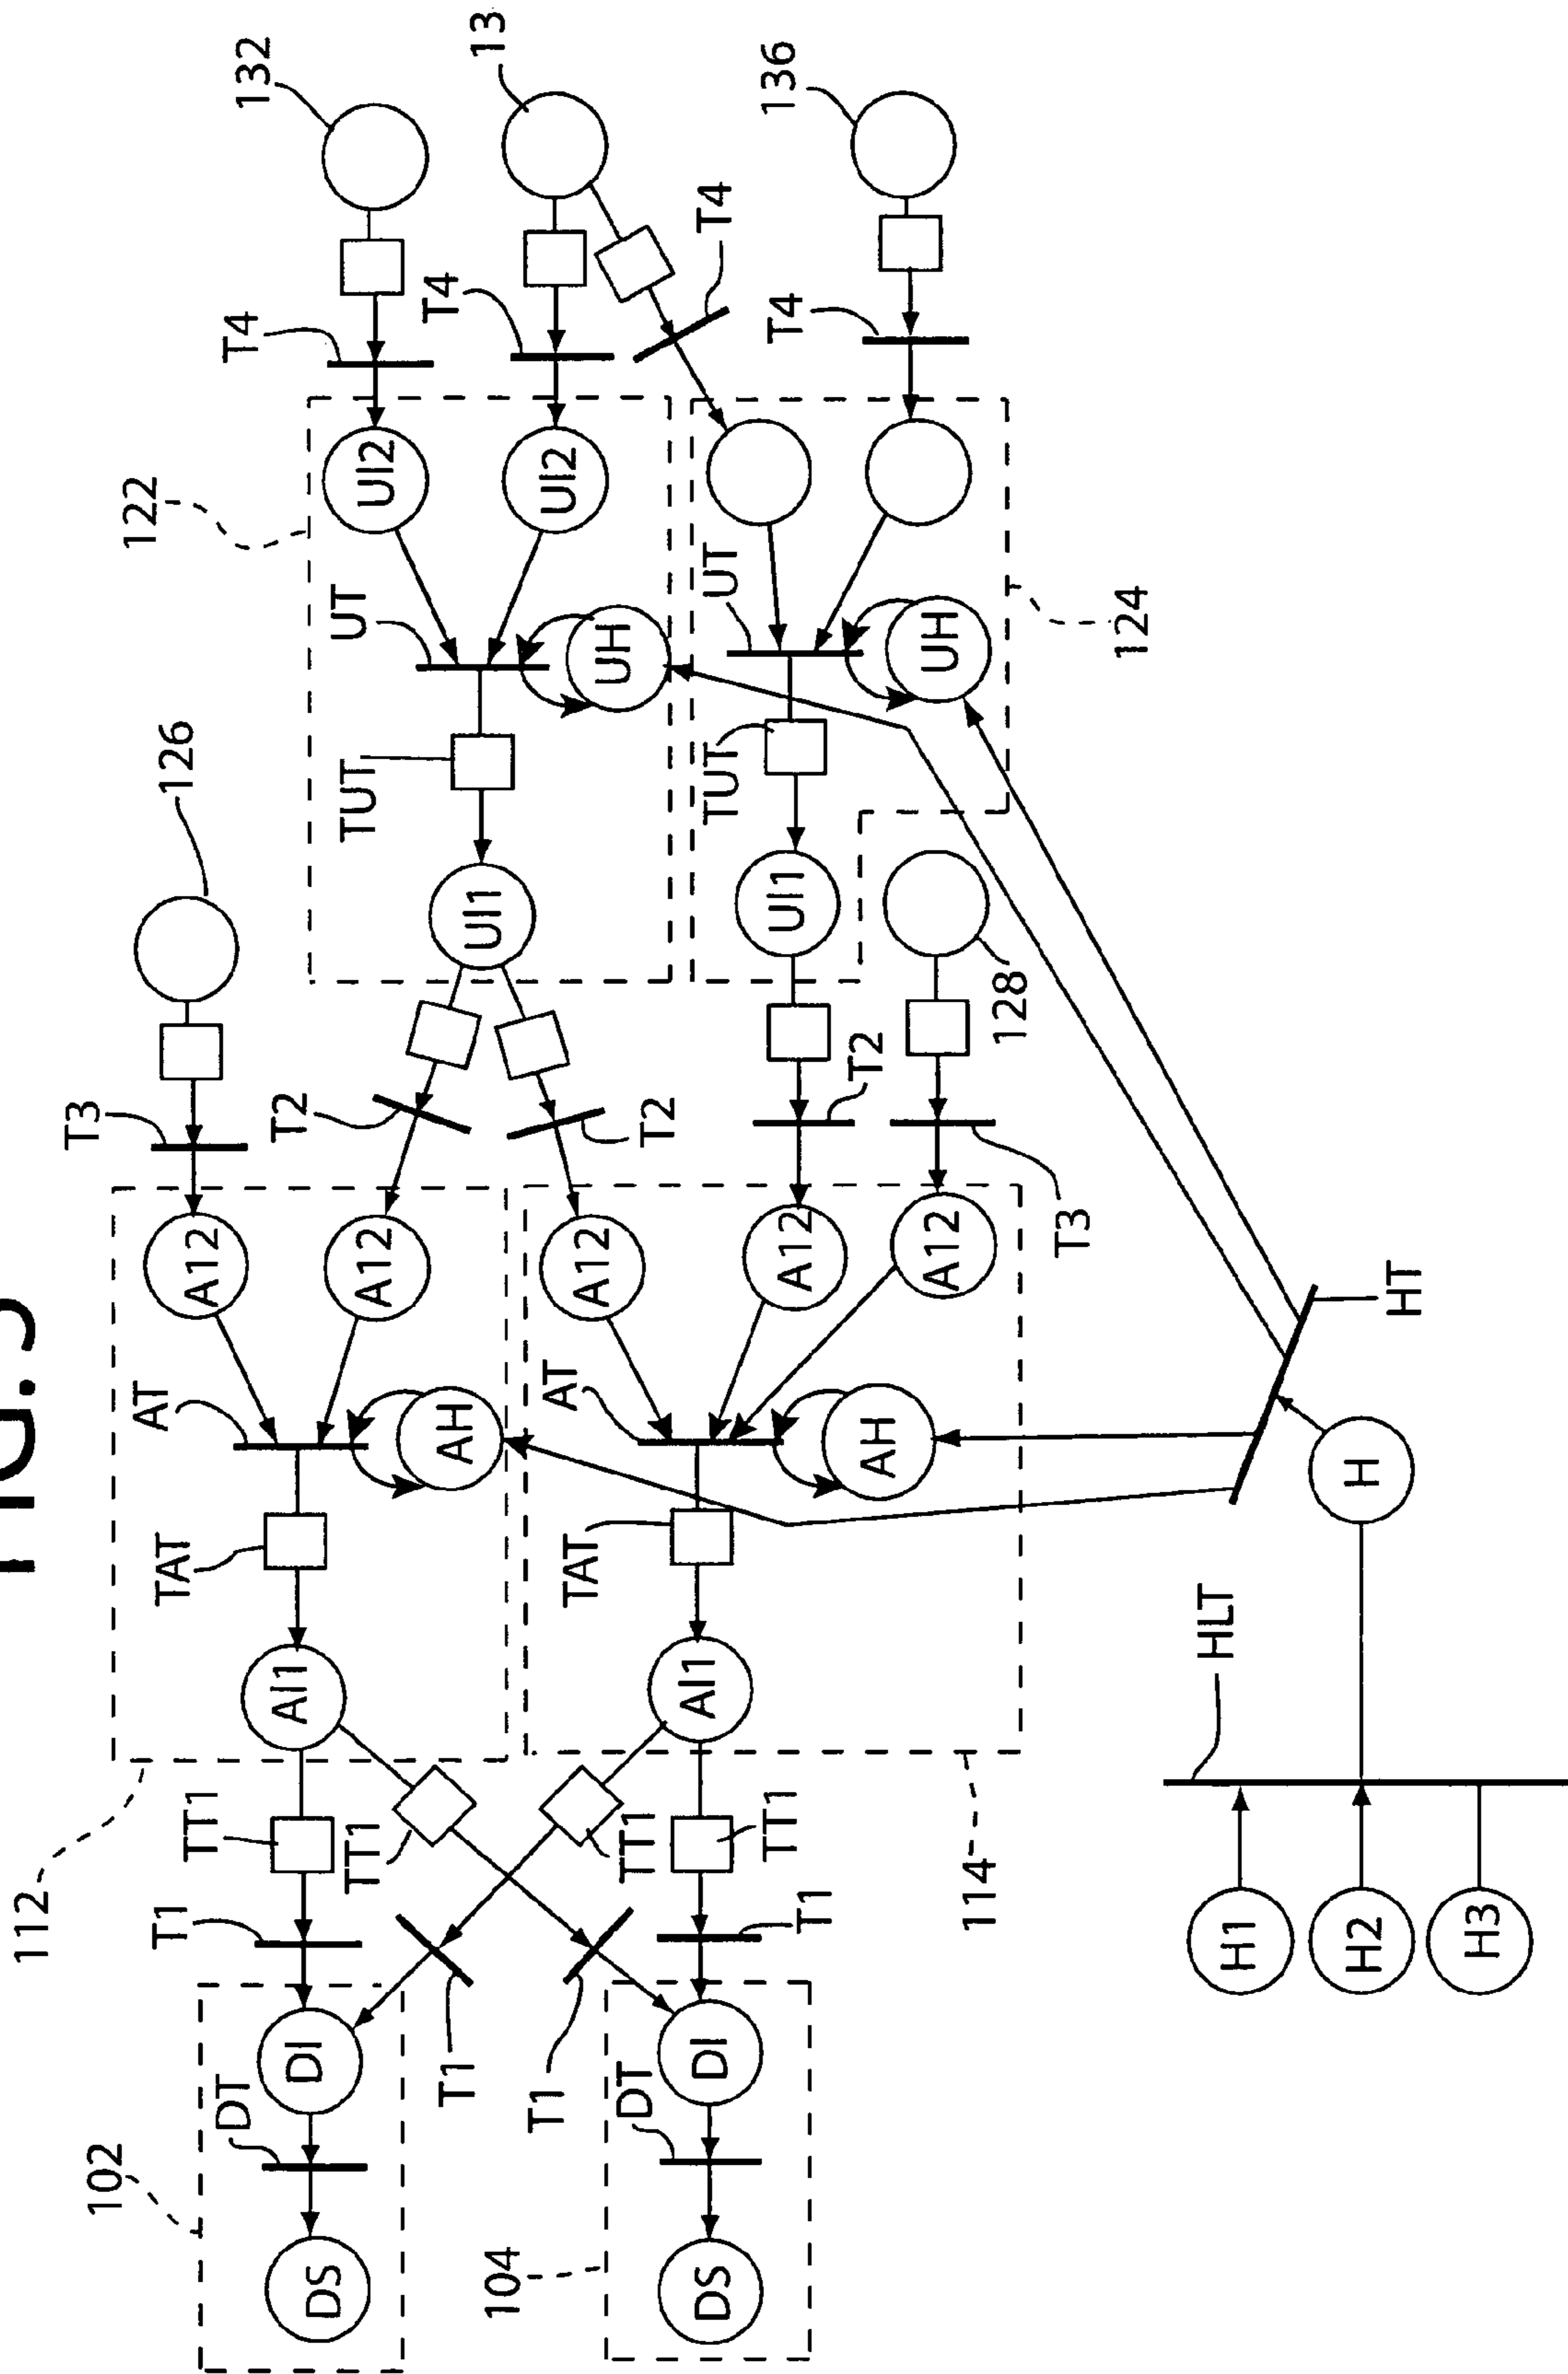 112
T3
102
122
AT
T1
TAT
126
TT1
A12
DT
T4
132
T2
AI1
DI
DS
UT
TUT
TT1
A12
UI2
T4
AH
T1
UI1
13
104
T1
AT
UI2
TAT
A12
UH
DT
TT1
T2
AI1
DS
DI
T4
UT
TUT
TT1
136
UI1
T4
A12
T1
T2
AH
UH
A12
114
128
T3
124
HLT
H1
H2
H
HT
H3